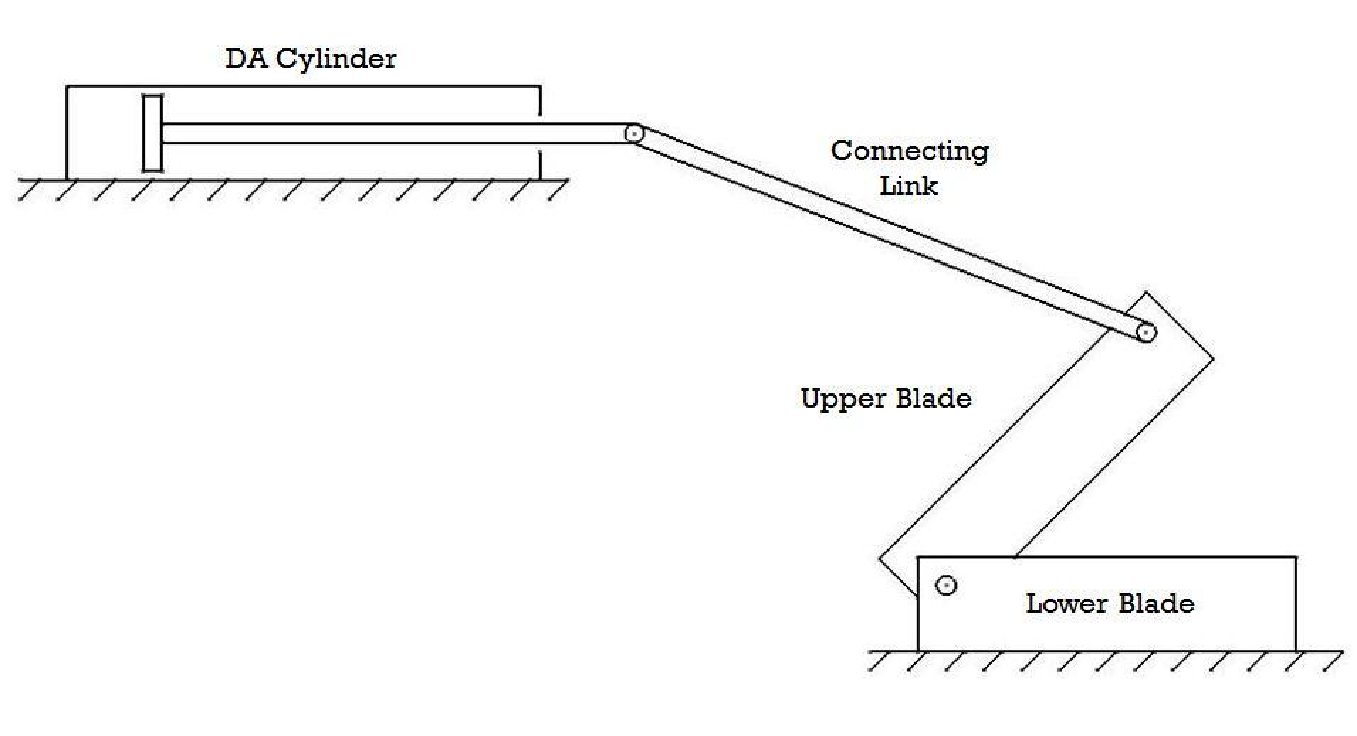 DA Cylinder
Connecting
Link
Upper Blade
Lower Blade